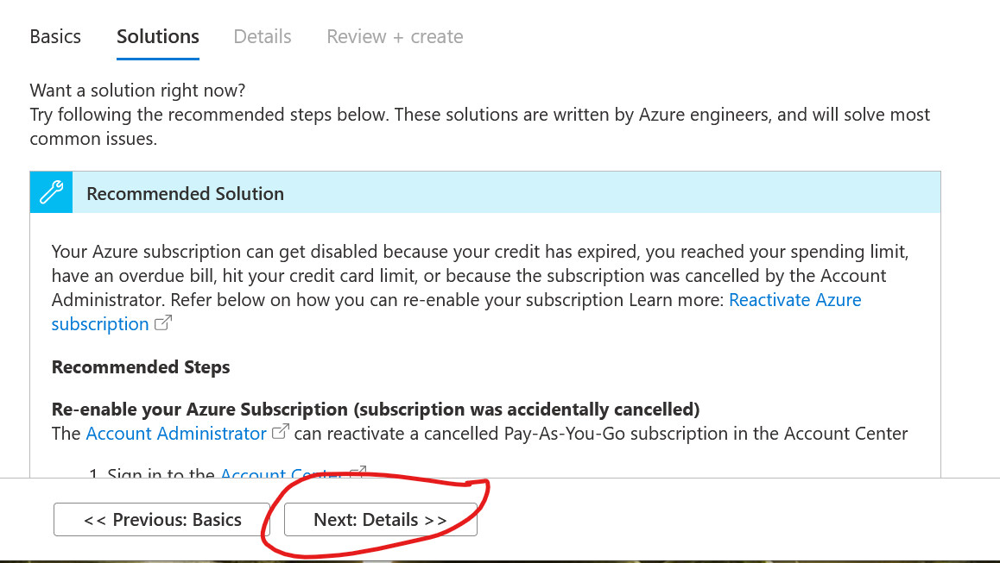 Basics Solutions Details Review + create
Want a solution right now?
Try following the recommended steps below. These solutions are written by Azure engineers, and will solve most
common issues.
Recommended Solution
Your Azure subscription can get disabled because your credit has expired, you reached your spending limit,
have an overdue bill, hit your credit card limit, or because the subscription was cancelled by the Account
Administrator. Refer below on how you can re-enable your subscription Learn more: Reactivate Azure
subscription
Recommended Steps
Re-enable your Azure Subscription (subscription was accidentally cancelled)
The Account Administrator can reactivate a cancelled Pay-As-You-Go subscription in the Account Center
1. Sign in to the Account Center
<< Previous: Basics Next: Details >>